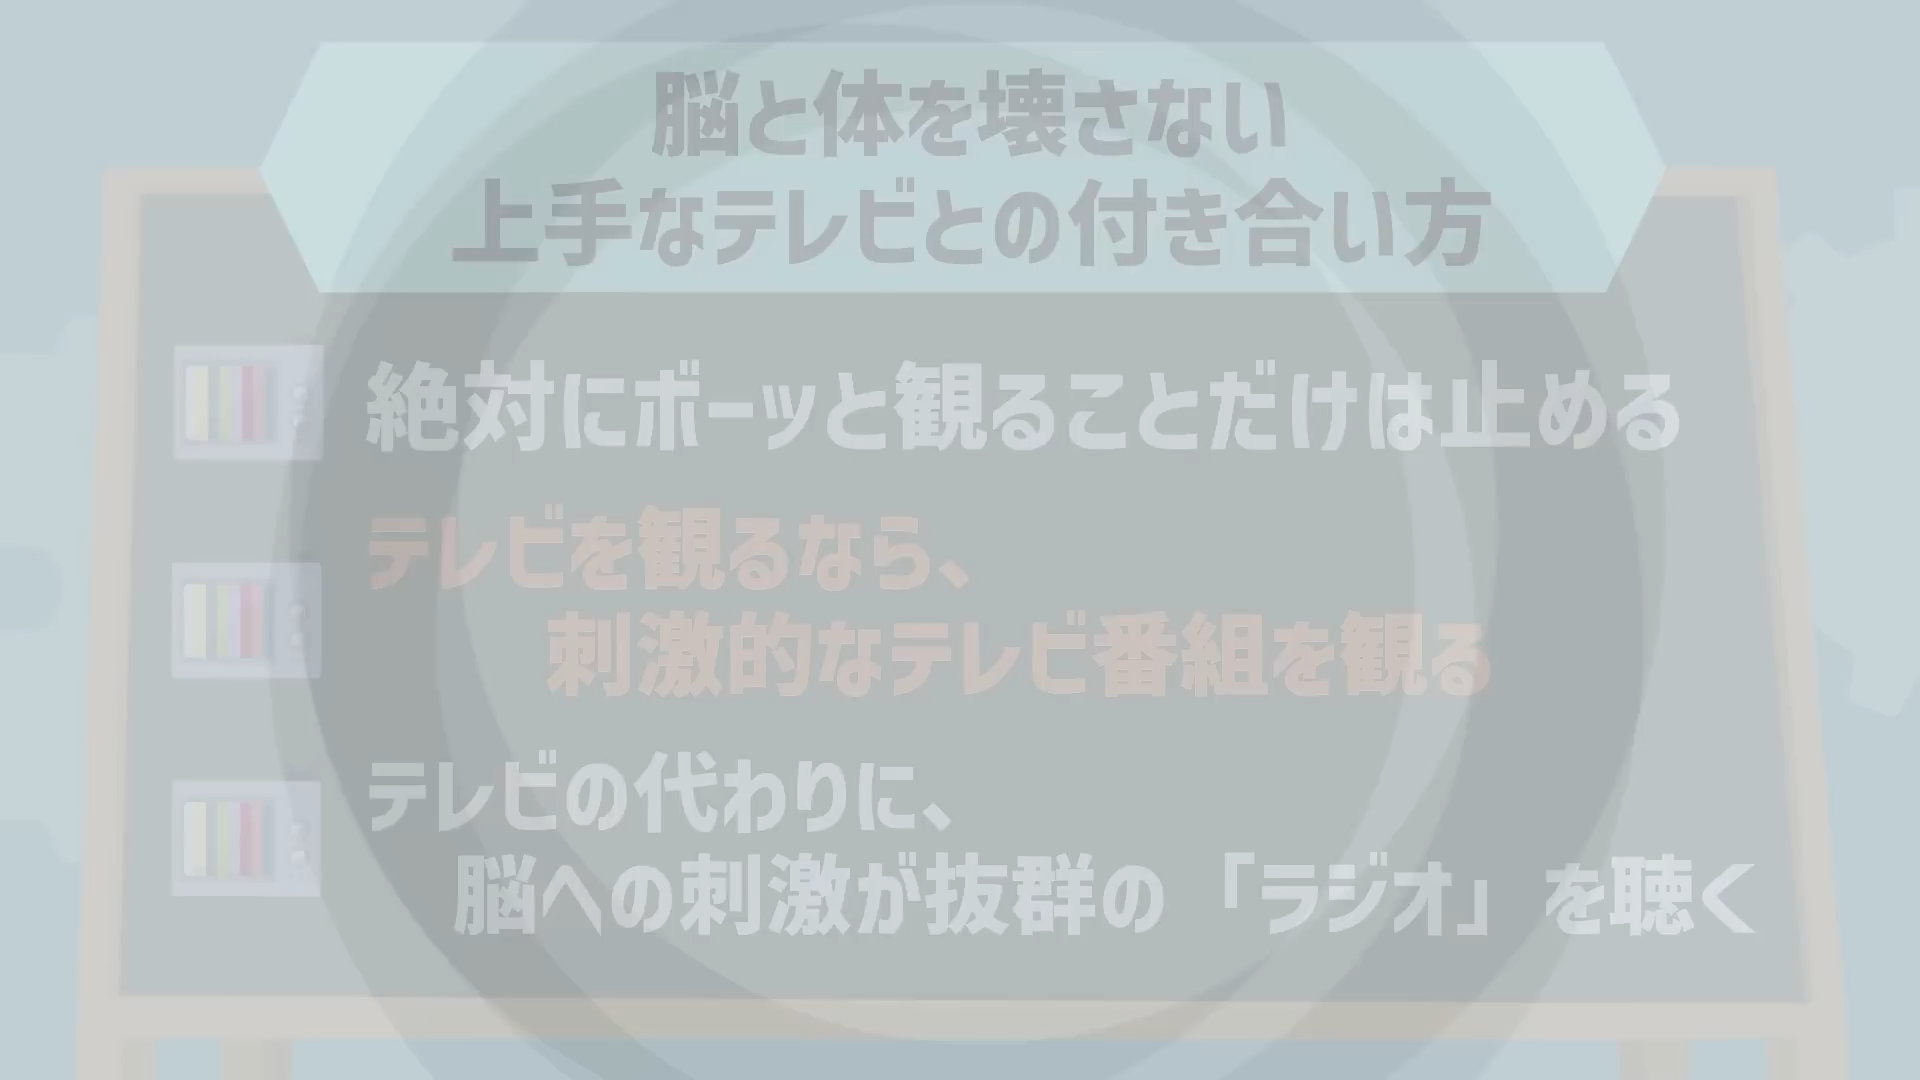 脳と体を壊さない
上手なテレビとの付き合い方
絶対にボーッと観ることだけは止める
テレビを観るなら、
刺激的なテレビ番組を観る
テレビの代わりに、
脳への刺激が抜群の「ラジオ」を聴く